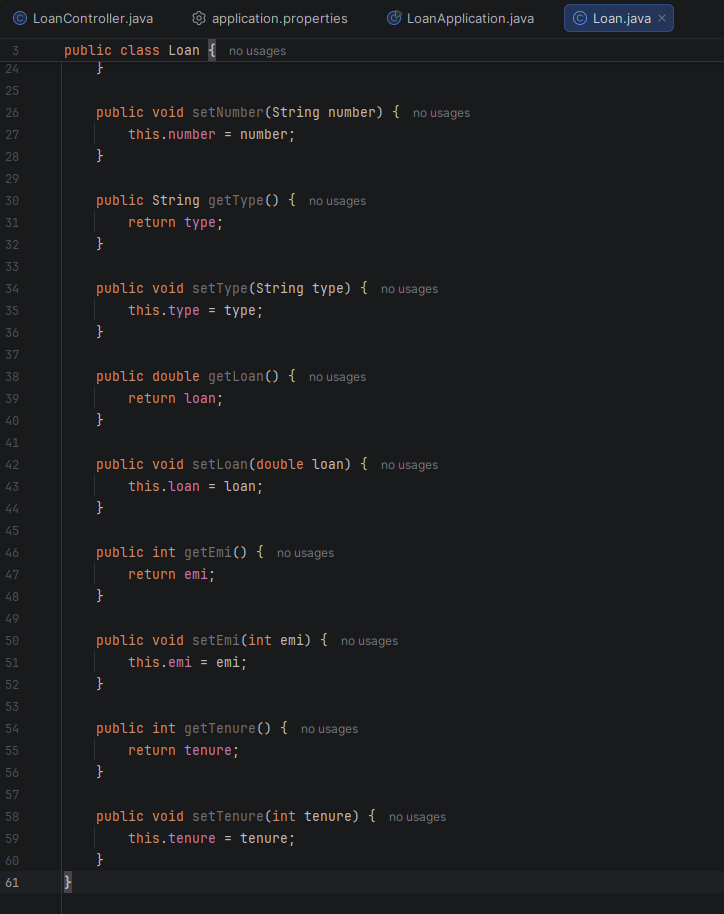 LoanController.java application.properties LoanApplication.java Loan.java
3 public class Loan { no usages
24 }
25
26 public void setNumber(String number) { no usages
27 this.number = number;
28 }
29
30 public String getType() { no usages
31 return type;
32 }
33
34 public void setType(String type) { no usages
35 this.type = type;
36 }
37
38 public double getLoan() { no usages
39 return loan;
40 }
41
42 public void setLoan(double loan) { no usages
43 this.loan = loan;
44 }
45
46 public int getEmi() { no usages
47 return emi;
48 }
49
50 public void setEmi(int emi) { no usages
51 this.emi = emi;
52 }
53
54 public int getTenure() { no usages
55 return tenure;
56 }
57
58 public void setTenure(int tenure) { no usages
59 this.tenure = tenure;
60 }
61 }